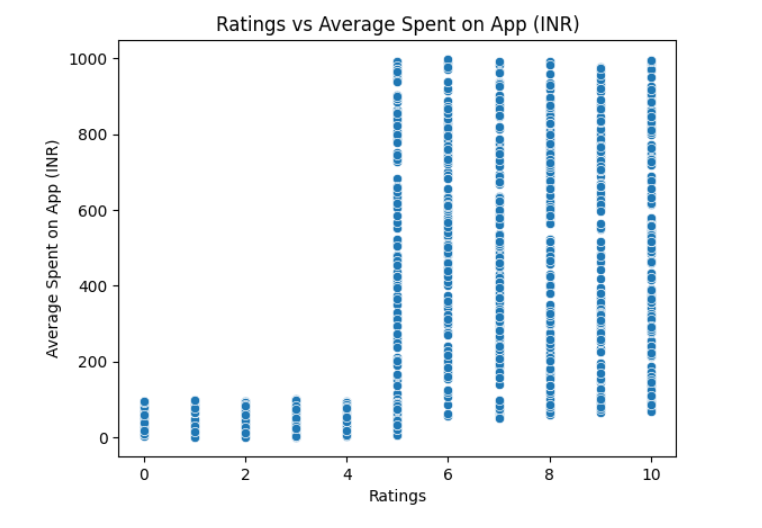 Ratings vs Average Spent on App (INR)
Average Spent on App (INR)
1000
800
600
400
200
0
0 2 4 6 8 10
Ratings